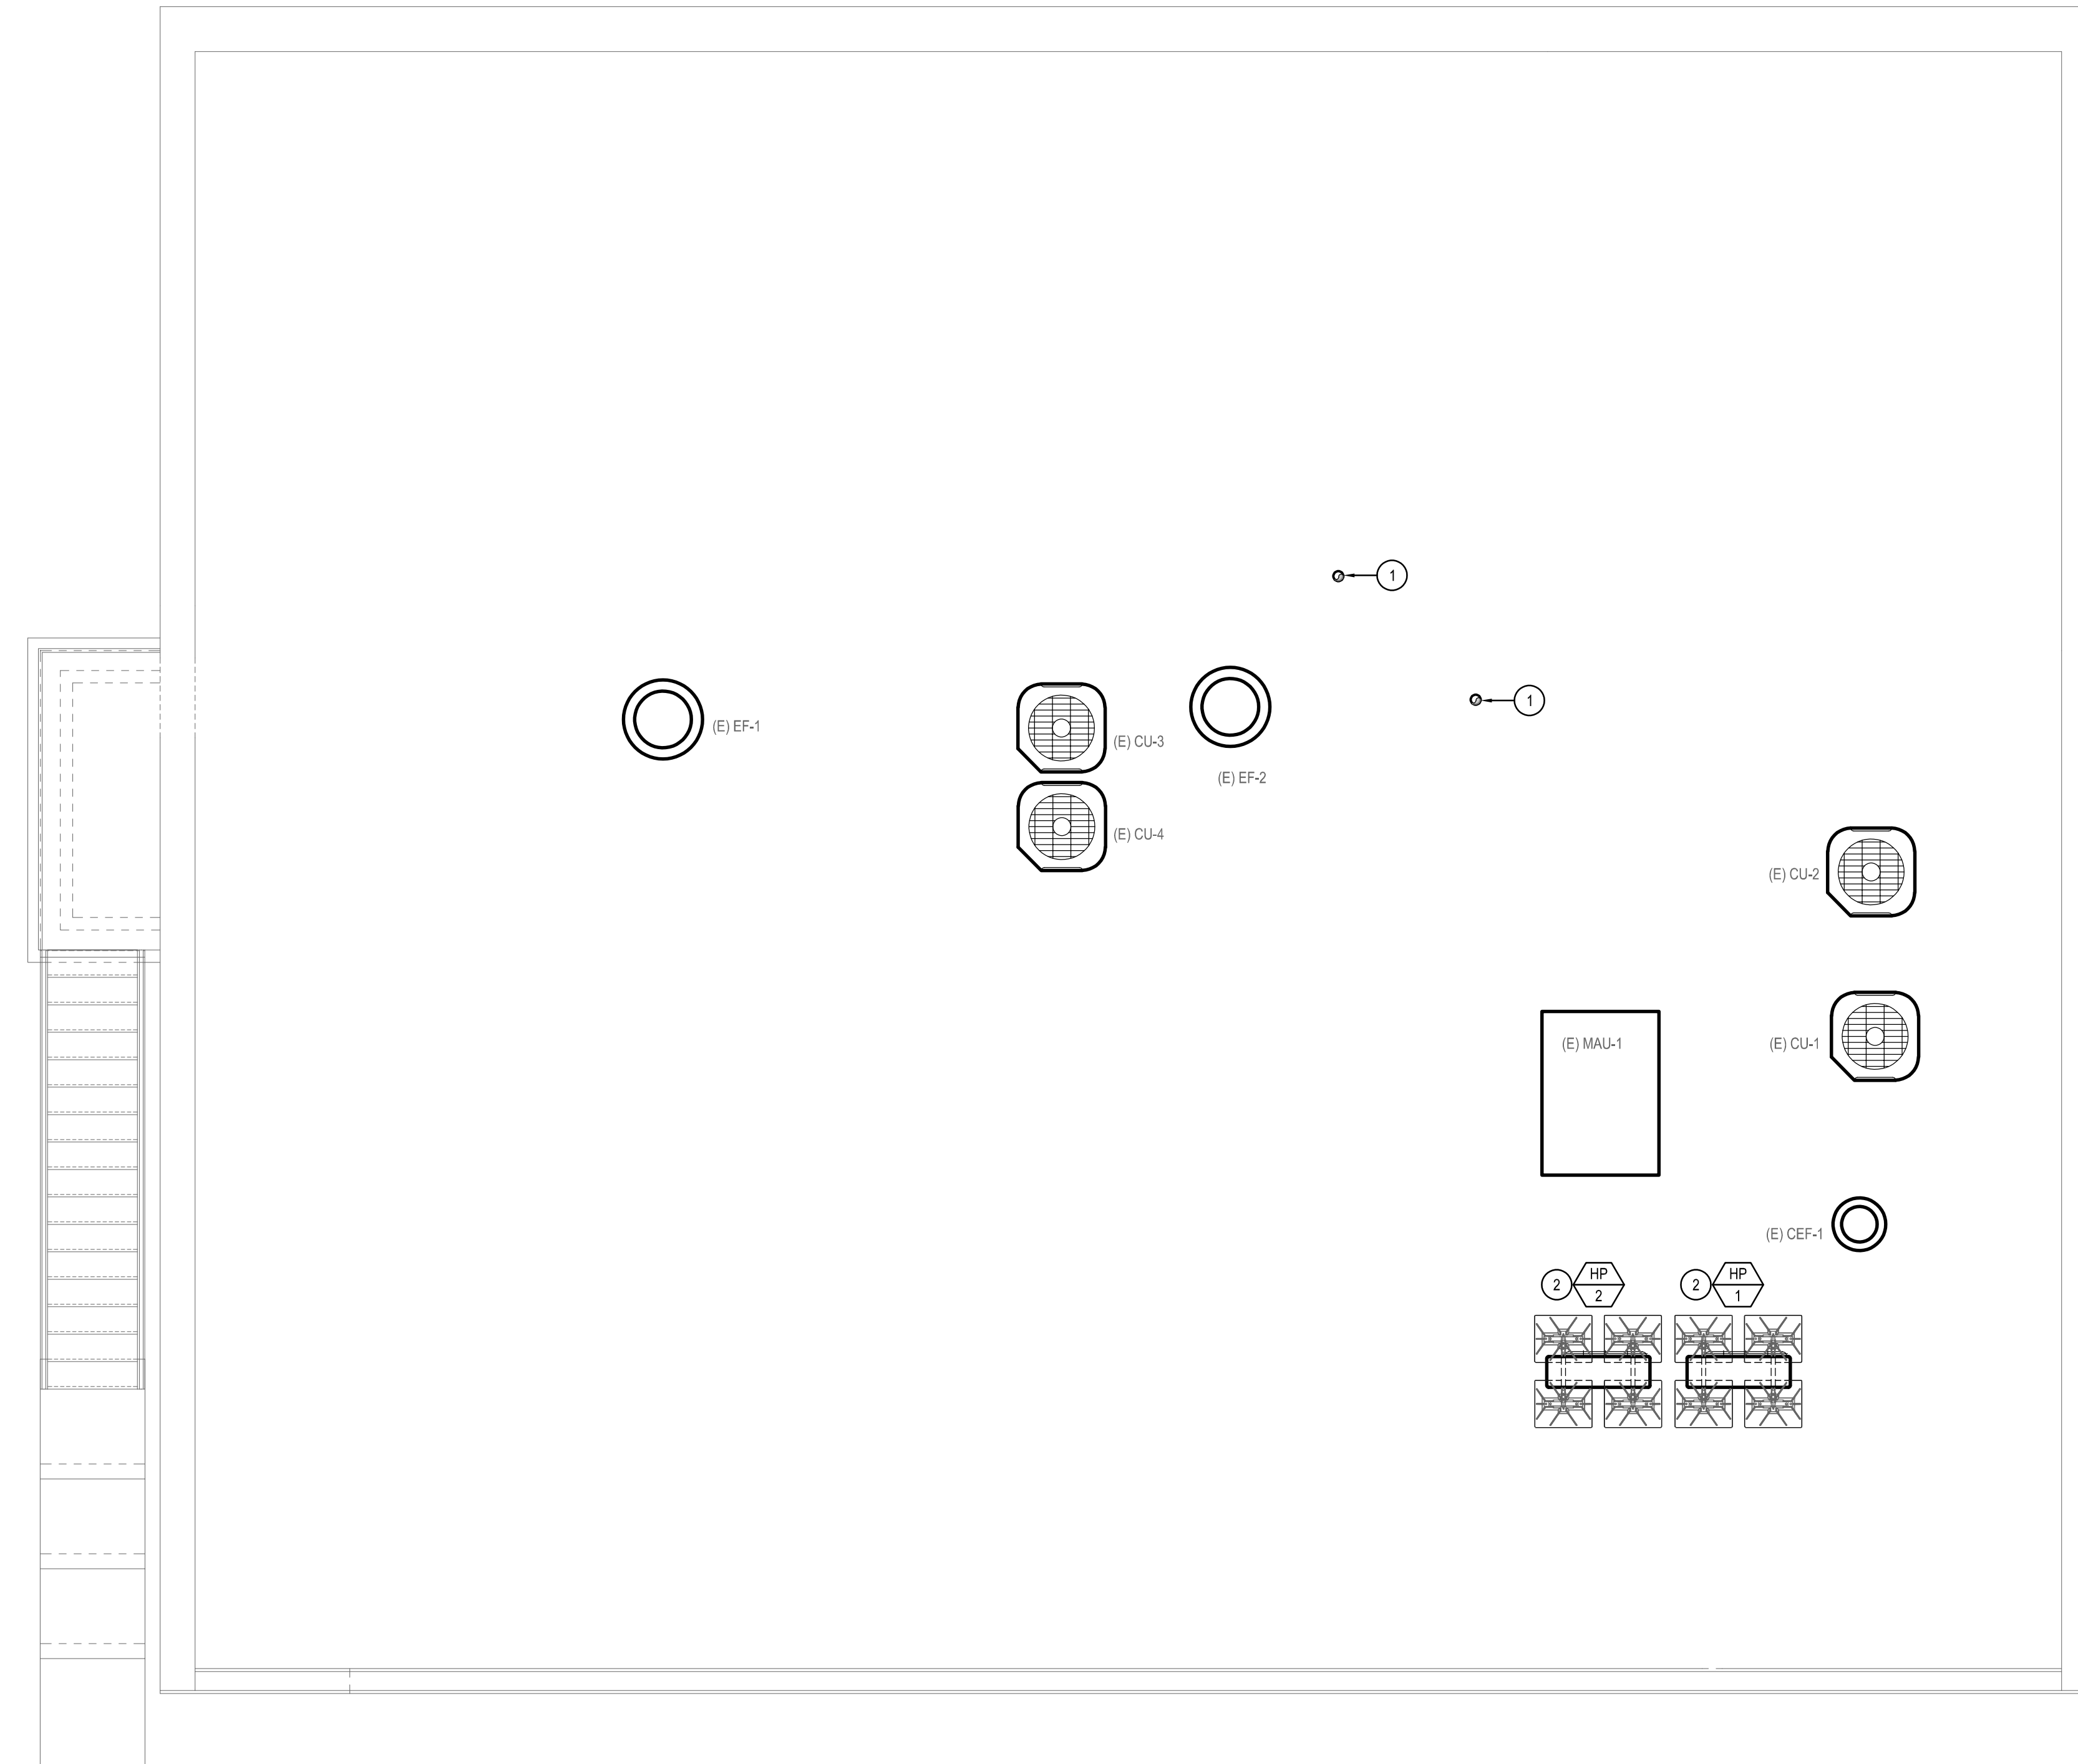 1
1
(E) EF-1
(E) CU-3
(E) EF-2
(E) CU-4
(E) CU-2
(E) MAU-1
(E) CU-1
(E) CEF-1
2
HP
2
2
HP
1